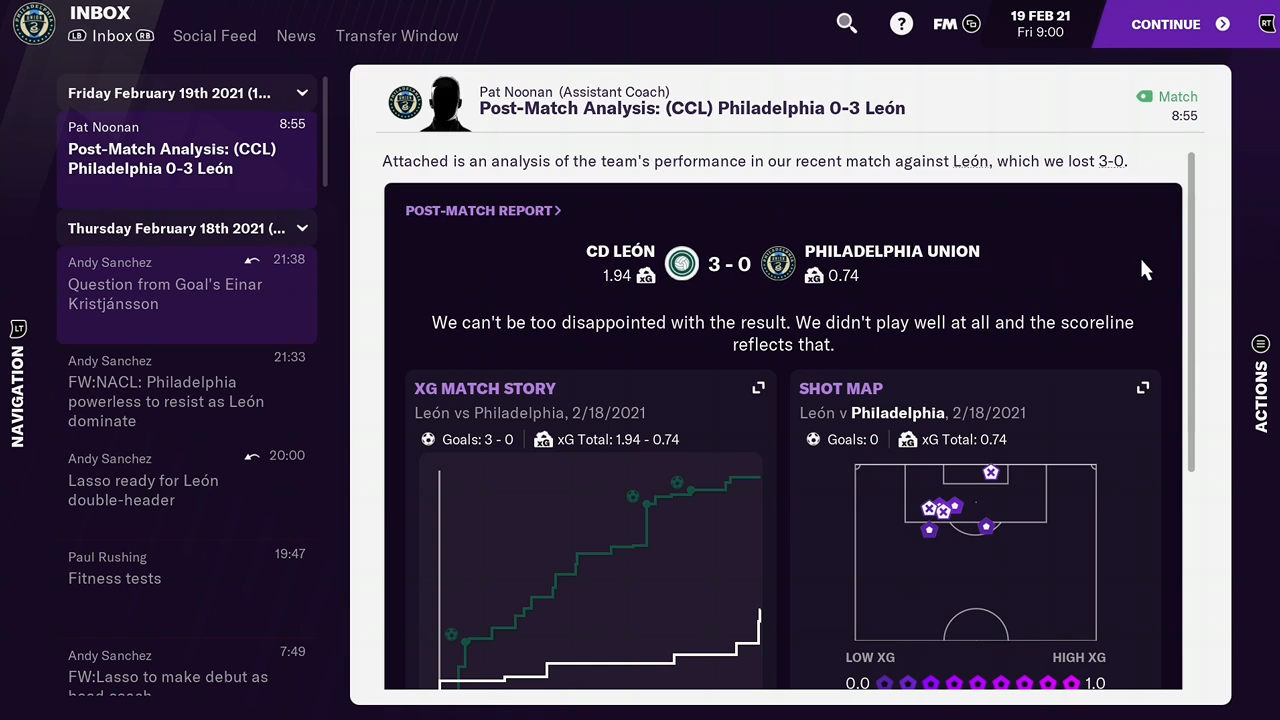 INBOX
LB Inbox RB
Social Feed
News
Transfer Window
FM
19 FEB 21
Fri 9:00
CONTINUE
RT
LT
NAVIGATION
Friday February 19th 2021 (1...
Pat Noonan
8:55
Post-Match Analysis: (CCL)
Philadelphia 0-3 León
Thursday February 18th 2021 (...
Andy Sanchez
21:38
Question from Goal's Einar
Kristjánsson
Andy Sanchez
21:33
FW:NACL: Philadelphia
powerless to resist as León
dominate
Andy Sanchez
20:00
Lasso ready for León
double-header
Paul Rushing
19:47
Fitness tests
Andy Sanchez
7:49
FW:Lasso to make debut as
head coach
Pat Noonan (Assistant Coach)
Post-Match Analysis: (CCL) Philadelphia 0-3 León
Match
8:55
Attached is an analysis of the team's performance in our recent match against León, which we lost 3-0.
POST-MATCH REPORT
CD LEÓN
1.94 xG
3 - 0
PHILADELPHIA UNION
xG 0.74
We can't be too disappointed with the result. We didn't play well at all and the scoreline
reflects that.
XG MATCH STORY
León vs Philadelphia, 2/18/2021
Goals: 3 - 0
xG xG Total: 1.94 - 0.74
SHOT MAP
León v Philadelphia, 2/18/2021
Goals: 0
xG xG Total: 0.74
LOW XG
HIGH XG
0.0
1.0
ACTIONS